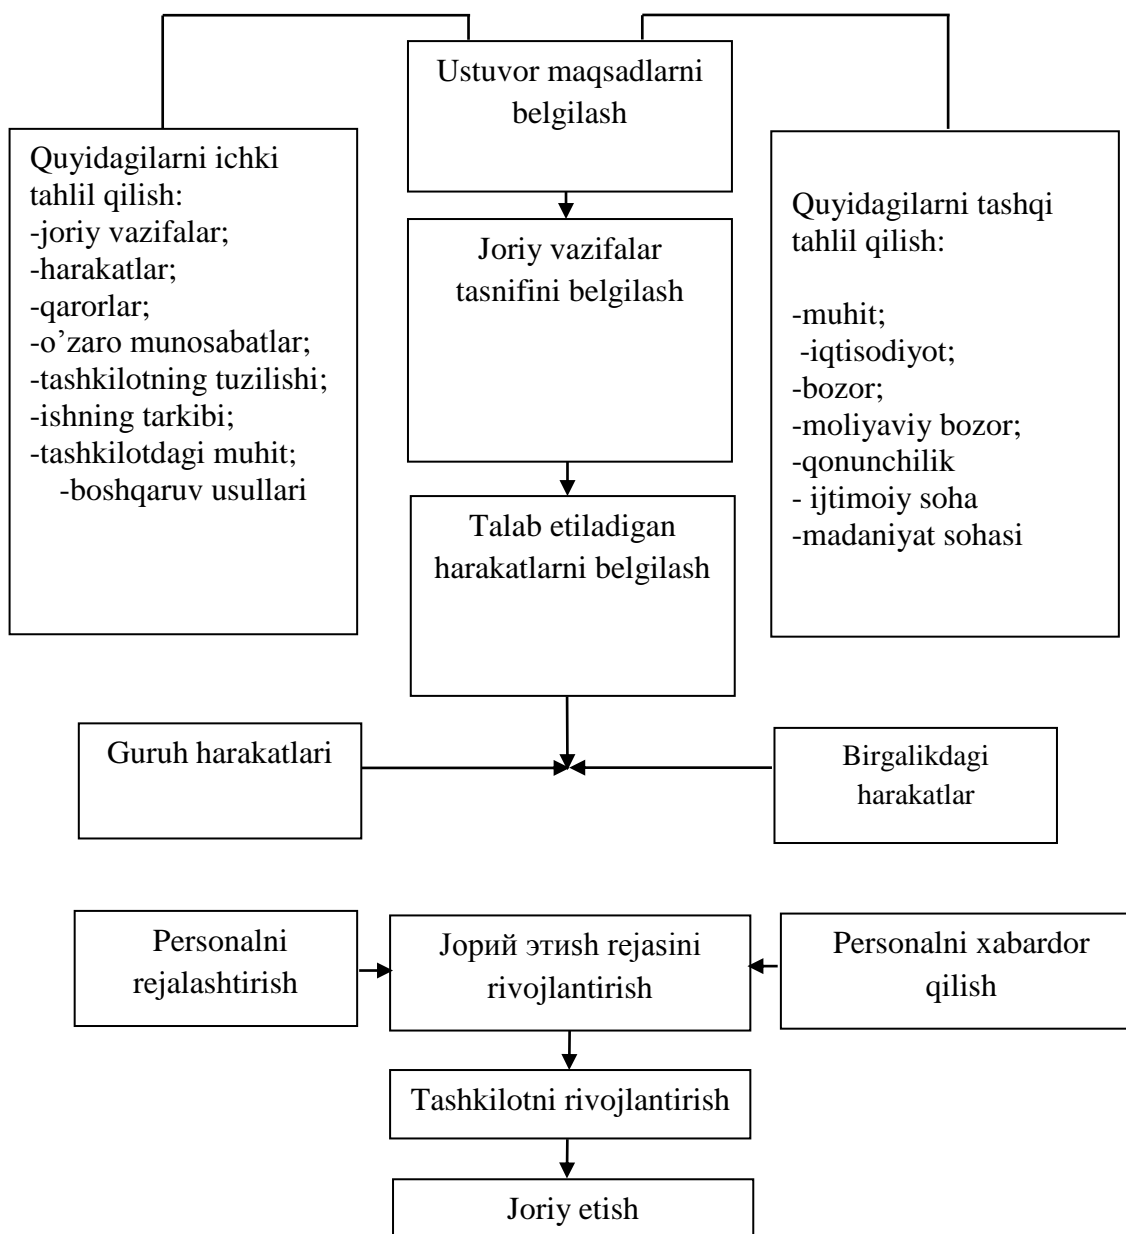 Ustuvor maqsadlarni
belgilash
Quyidagilarni ichki
tahlil qilish:
-joriy vazifalar;
-harakatlar;
-qarorlar;
-o’zaro munosabatlar;
-tashkilotning tuzilishi;
-ishning tarkibi;
-tashkilotdagi muhit;
-boshqaruv usullari
Joriy vazifalar
tasnifini belgilash
Quyidagilarni tashqi
tahlil qilish:
-muhit;
-iqtisodiyot;
-bozor;
-moliyaviy bozor;
-qonunchilik
- ijtimoiy soha
-madaniyat sohasi
Talab etiladigan
harakatlarni belgilash
Guruh harakatlari
Birgalikdagi
harakatlar
Personalni
rejalashtirish
Jорий этиsh rejasini
rivojlantirish
Personalni xabardor
qilish
Tashkilotni rivojlantirish
Joriy etish